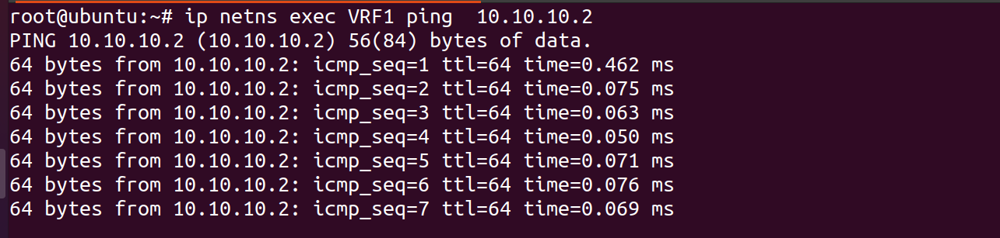 root@ubuntu:~# ip netns exec VRF1 ping  10.10.10.2
PING 10.10.10.2 (10.10.10.2) 56(84) bytes of data.
64 bytes from 10.10.10.2: icmp_seq=1 ttl=64 time=0.462 ms
64 bytes from 10.10.10.2: icmp_seq=2 ttl=64 time=0.075 ms
64 bytes from 10.10.10.2: icmp_seq=3 ttl=64 time=0.063 ms
64 bytes from 10.10.10.2: icmp_seq=4 ttl=64 time=0.050 ms
64 bytes from 10.10.10.2: icmp_seq=5 ttl=64 time=0.071 ms
64 bytes from 10.10.10.2: icmp_seq=6 ttl=64 time=0.076 ms
64 bytes from 10.10.10.2: icmp_seq=7 ttl=64 time=0.069 ms